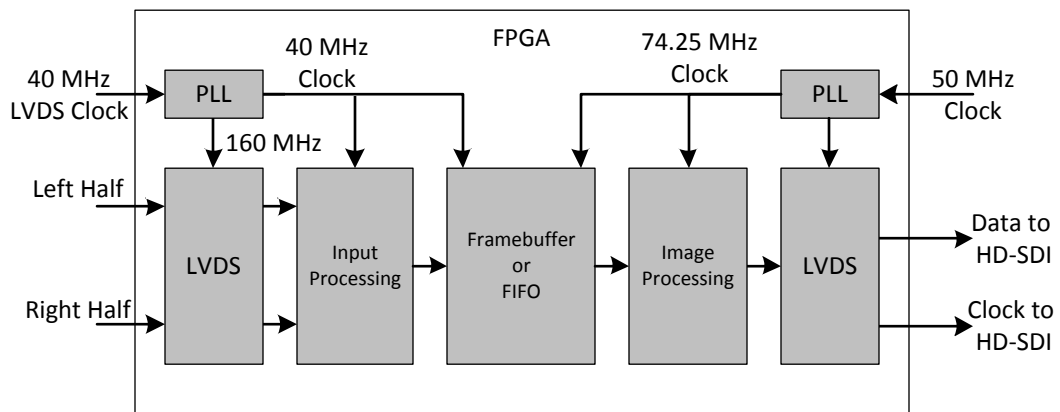 FPGA
40 MHz
Clock
74.25 MHz
Clock
40 MHz
LVDS Clock
PLL
PLL
50 MHz
Clock
160 MHz
Left Half
Right Half
LVDS
Input
Processing
Framebuffer
or
FIFO
Image
Processing
LVDS
Data to
HD-SDI
Clock to
HD-SDI